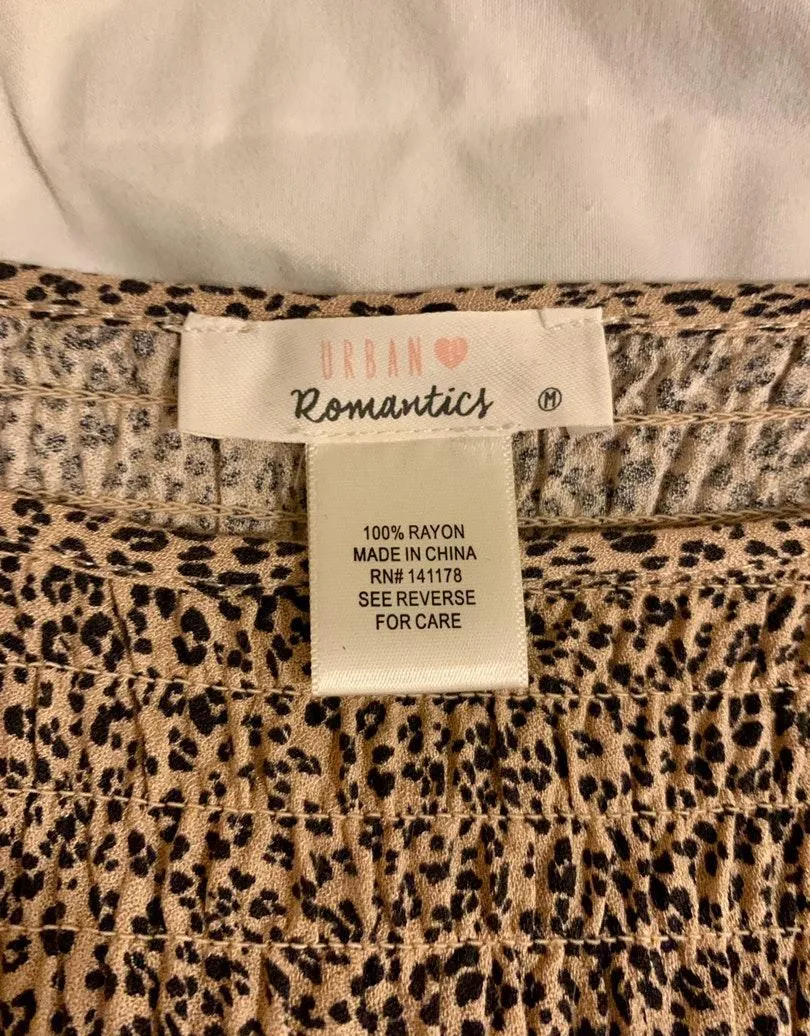 URBAN
Romantics M
100% RAYON
MADE IN CHINA
RN# 141178
SEE REVERSE
FOR CARE